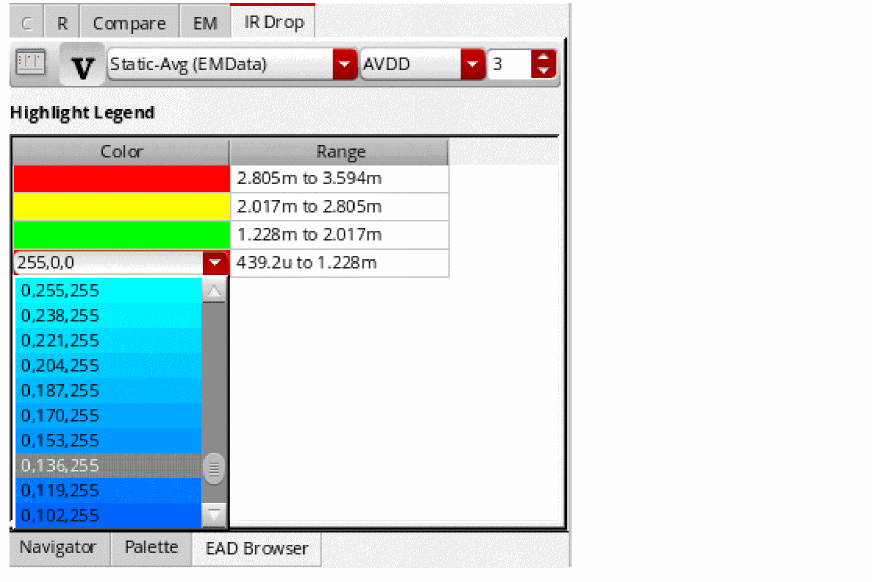 C R Compare EM IR Drop
V Static-Avg (EMData) AVDD 3
Highlight Legend
Color Range
2.805m to 3.594m
2.017m to 2.805m
1.228m to 2.017m
255,0,0 439.2u to 1.228m
0,255,255
0,238,255
0,221,255
0,204,255
0,187,255
0,170,255
0,153,255
0,136,255
0,119,255
0,102,255
Navigator Palette EAD Browser